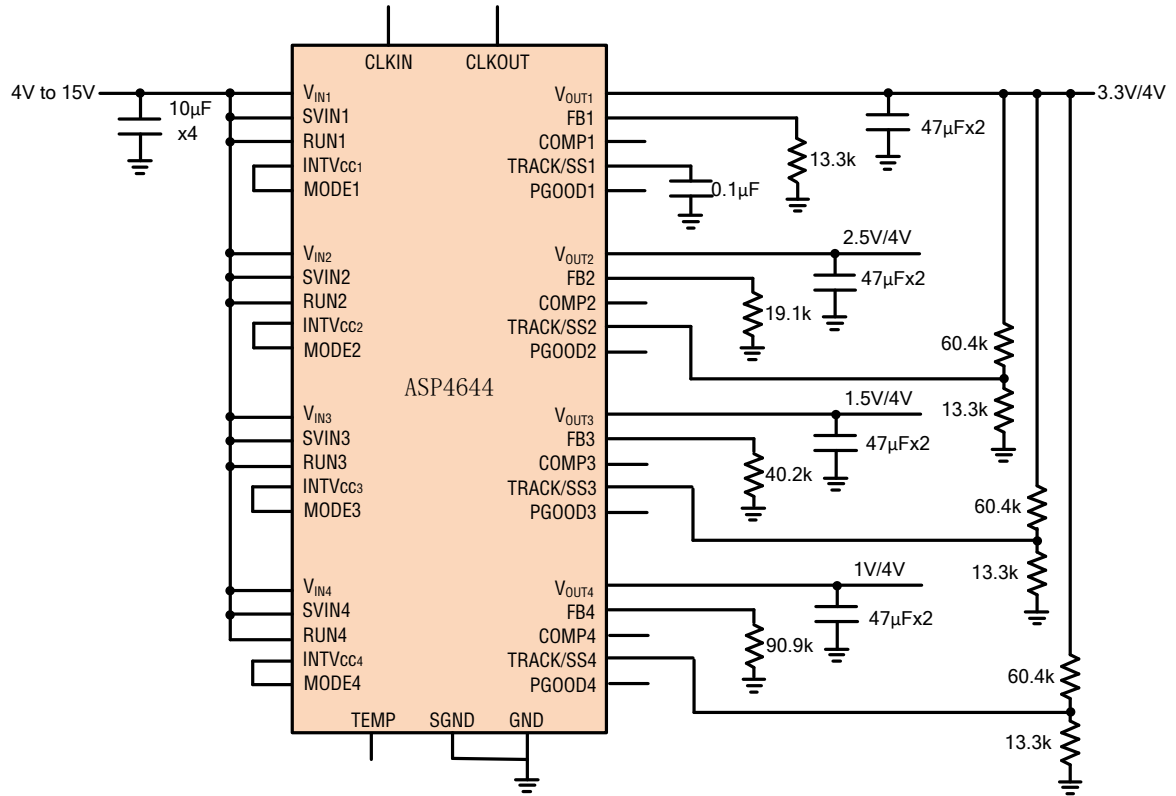 CLKIN CLKOUT
4V to 15V
10µF
x4
VIN1
SVIN1
RUN1
INTVCC1
MODE1
VOUT1
FB1
COMP1
TRACK/SS1
PGOOD1
3.3V/4V
47µFx2
13.3k
0.1µF
VIN2
SVIN2
RUN2
INTVCC2
MODE2
VOUT2
FB2
COMP2
TRACK/SS2
PGOOD2
2.5V/4V
47µFx2
19.1k
60.4k
13.3k
ASP4644
VIN3
SVIN3
RUN3
INTVCC3
MODE3
VOUT3
FB3
COMP3
TRACK/SS3
PGOOD3
1.5V/4V
47µFx2
40.2k
60.4k
13.3k
VIN4
SVIN4
RUN4
INTVCC4
MODE4
VOUT4
FB4
COMP4
TRACK/SS4
PGOOD4
1V/4V
47µFx2
90.9k
60.4k
13.3k
TEMP SGND GND